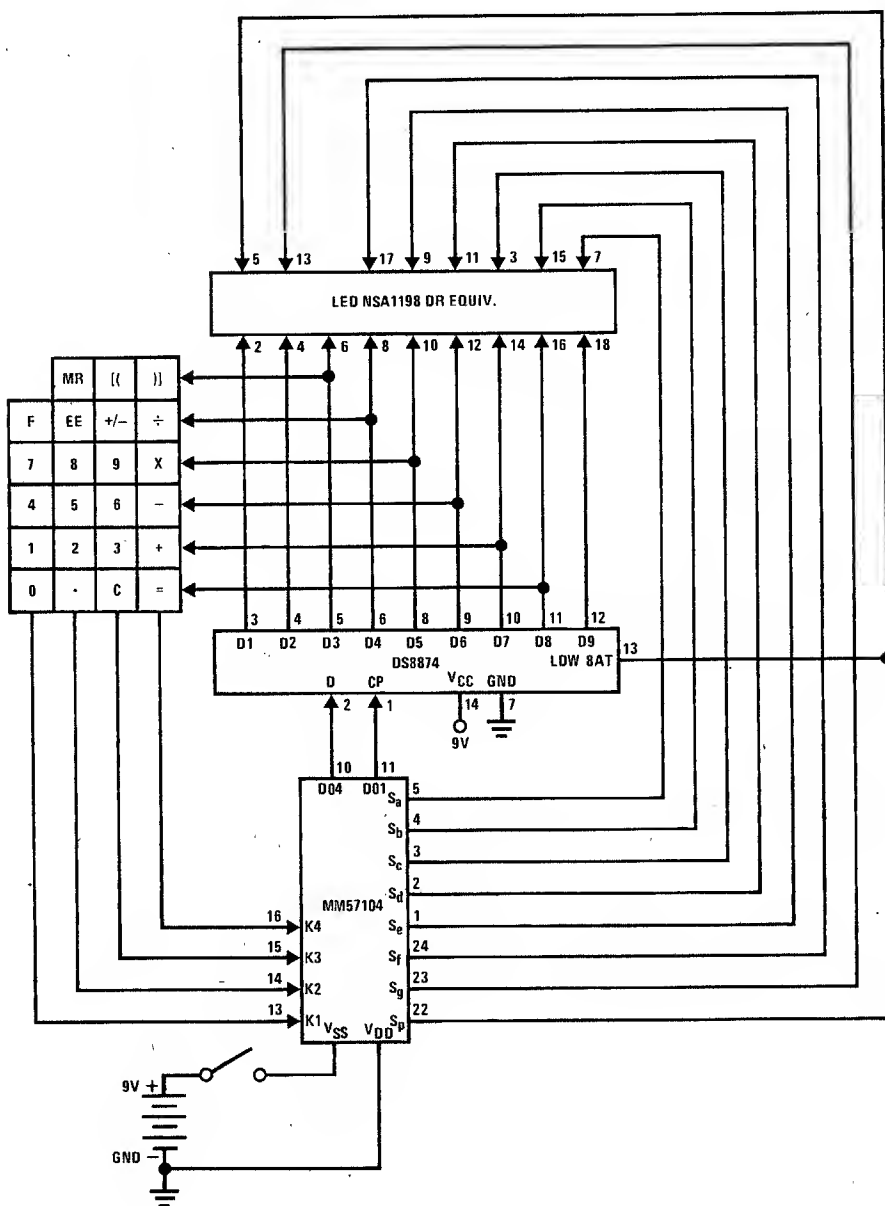 5 13 17 9 11 3 15 7
LED NSA1198 DR EQUIV.
2 4 6 8 10 12 14 16 18
MR [( )]
F EE +/− ÷
7 8 9 X
4 5 6 −
1 2 3 +
0 · C =
3 4 5 6 8 9 10 11 12
D1 D2 D3 D4 D5 D6 D7 D8 D9
DS8874 LOW 8AT 13
D CP VCC GND
2 1 14 7
9V
10 11
D04 D01
Sa 5
Sb 4
Sc 3
Sd 2
MM57104
Se 1
16 K4
Sf 24
15 K3
Sg 23
14 K2
Sp 22
13 K1
VSS VDD
9V +
GND −